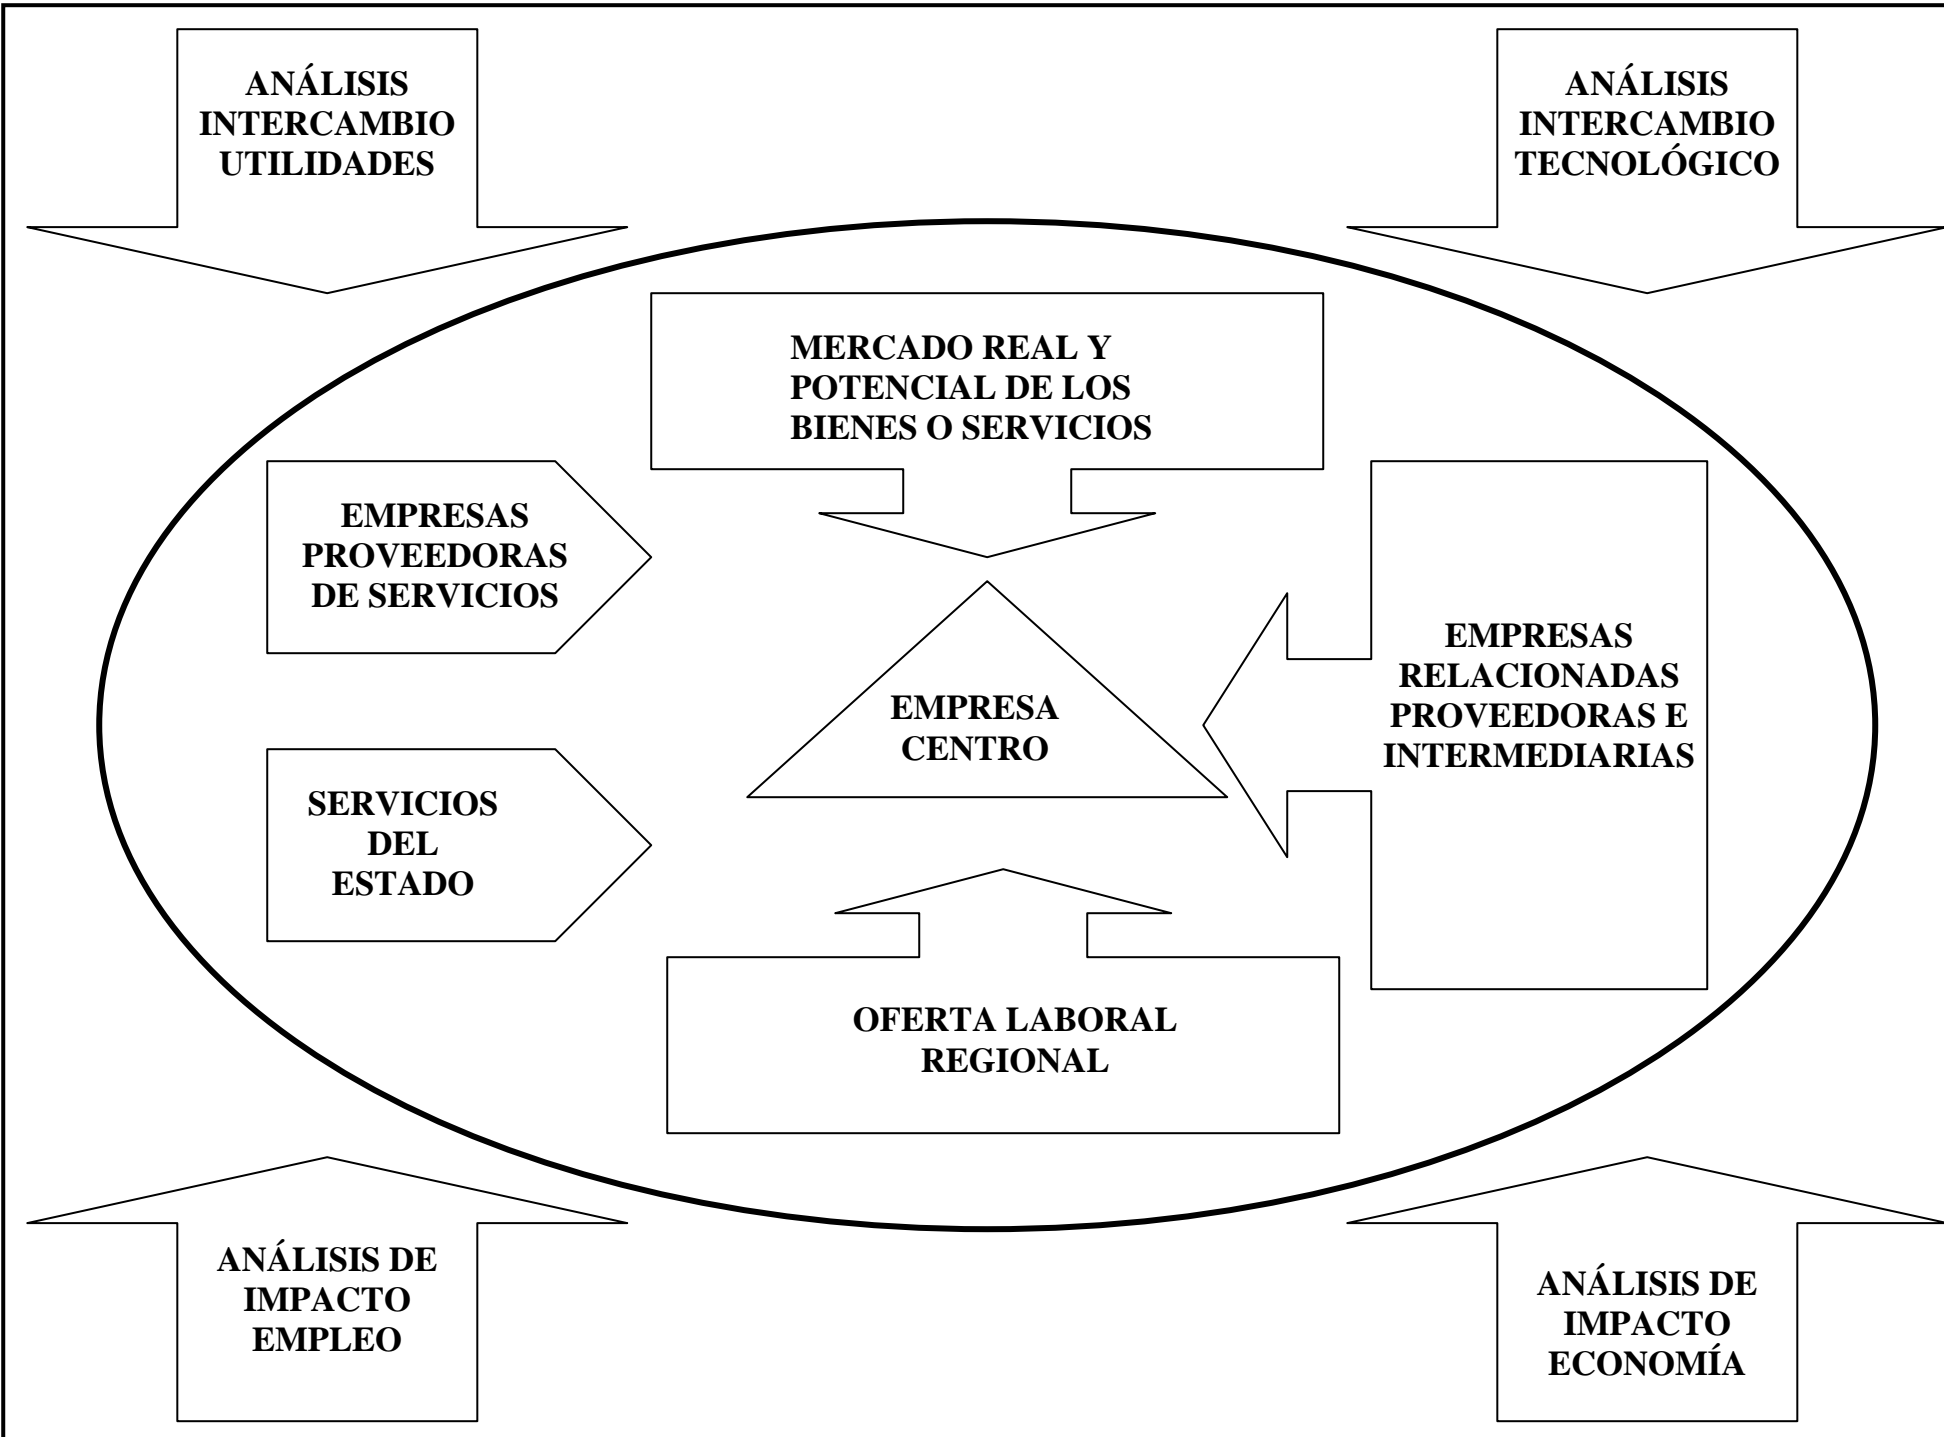 ANÁLISIS
INTERCAMBIO
UTILIDADES
ANÁLISIS
INTERCAMBIO
TECNOLÓGICO
MERCADO REAL Y
POTENCIAL DE LOS
BIENES O SERVICIOS
EMPRESAS
PROVEEDORAS
DE SERVICIOS
EMPRESAS
RELACIONADAS
PROVEEDORAS E
INTERMEDIARIAS
EMPRESA
CENTRO
SERVICIOS
DEL
ESTADO
OFERTA LABORAL
REGIONAL
ANÁLISIS DE
IMPACTO
EMPLEO
ANÁLISIS DE
IMPACTO
ECONOMÍA